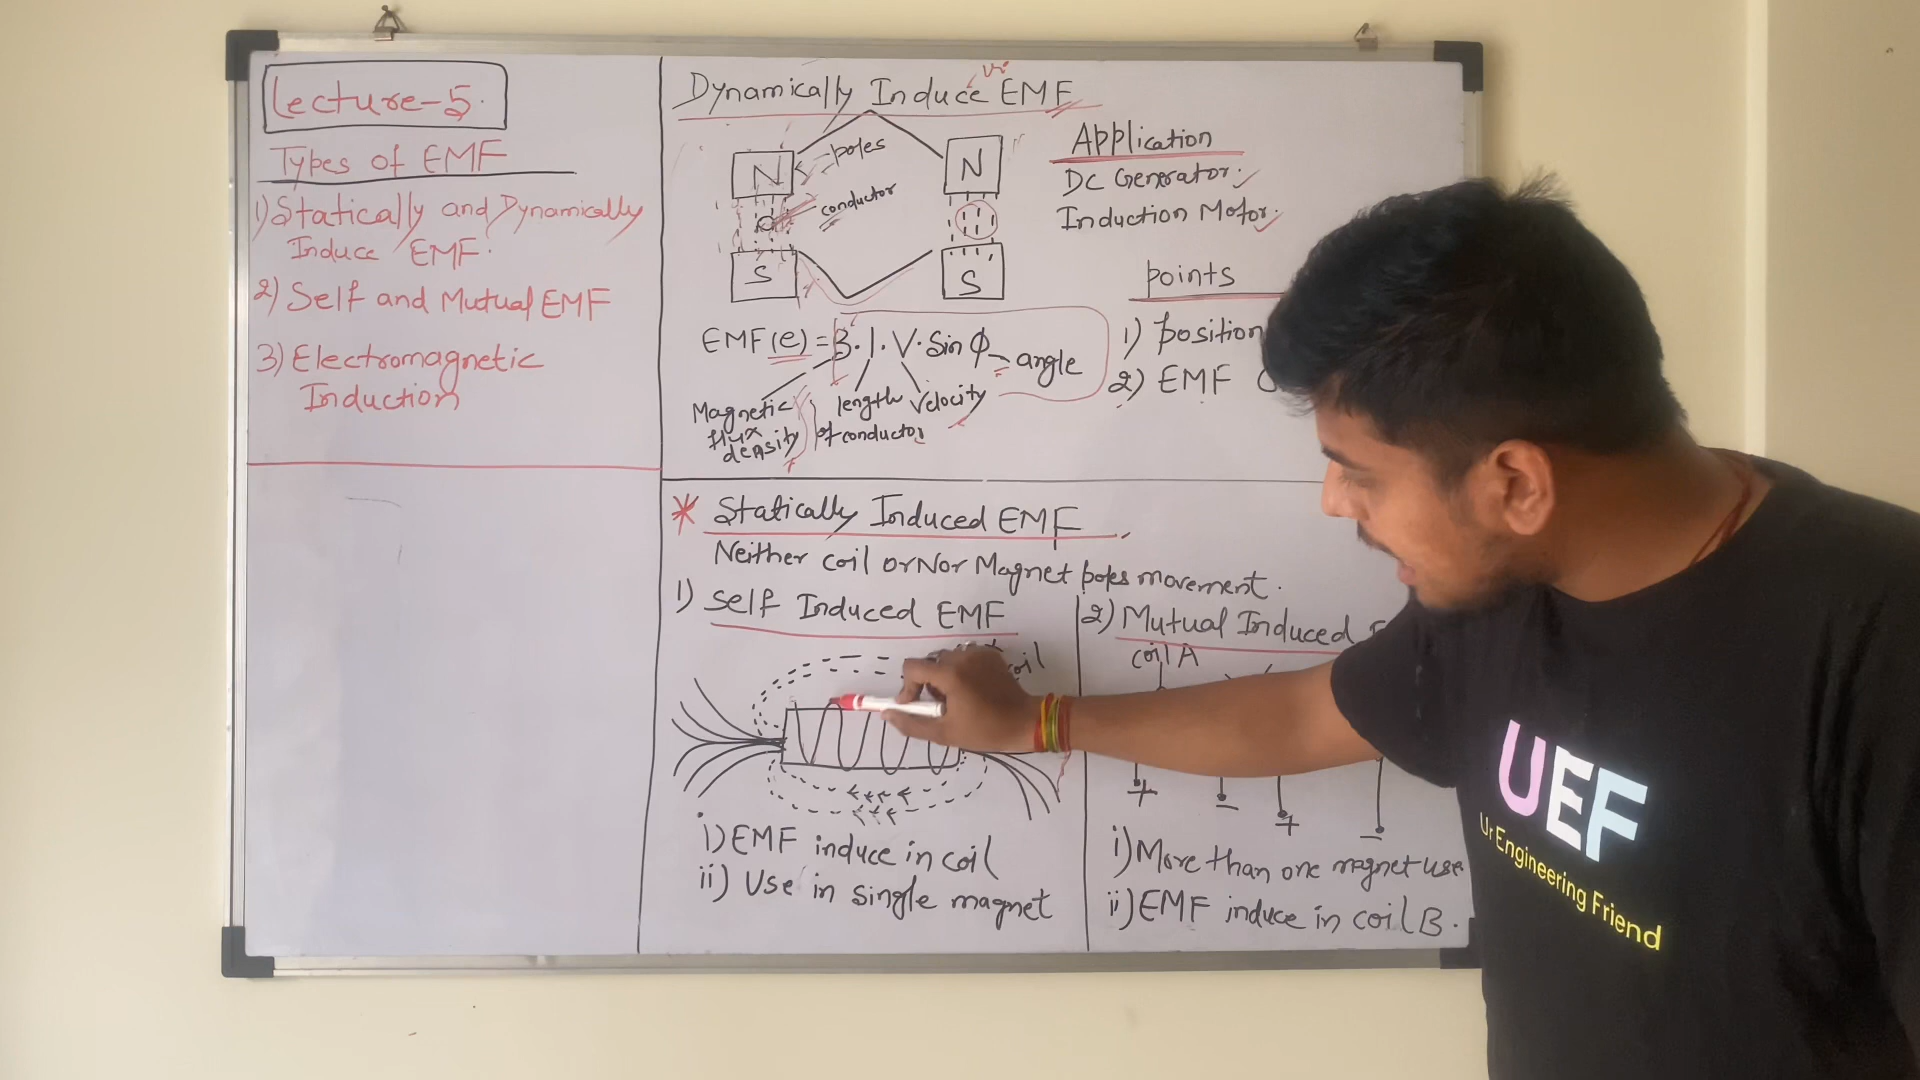 Lecture-5.
Types of EMF
1) Statically and Dynamically
Induce EMF.
2) Self and Mutual EMF
3) Electromagnetic
Induction
Dynamically Induce EMF
N
poles
conductor
S
N
S
Application
DC Generator.
Induction Motor.
points
1) position
2) EMF
EMF(e) = B.l.V.Sin ϕ
angle
Magnetic
flux
density
length
of conductor
Velocity
* Statically Induced EMF.
Neither coil or Nor Magnet poles movement.
1) Self Induced EMF
coil
i) EMF induce in coil
ii) Use in single magnet
2) Mutual Induced
coil A
+
-
+
-
i) More than one magnet use
ii) EMF induce in coil B.
UEF
Ur Engineering Friend